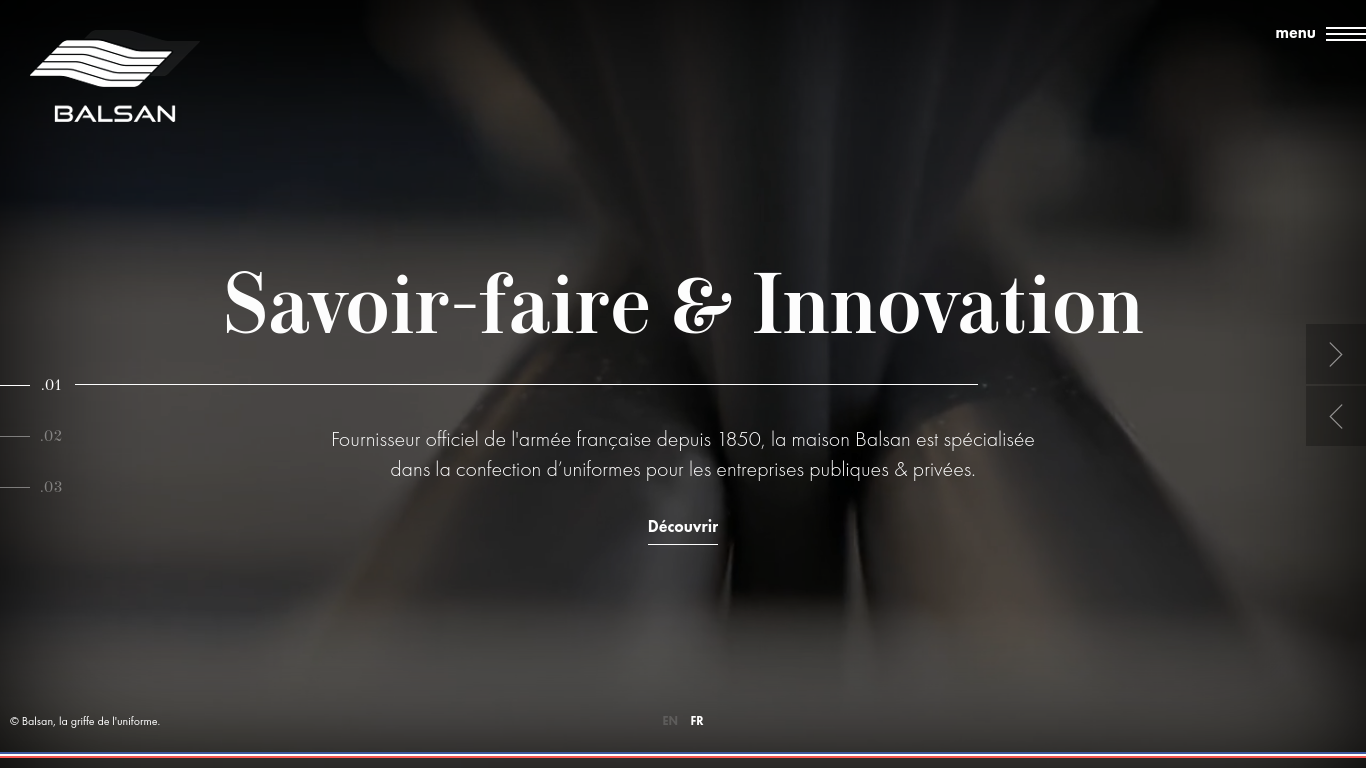 BALSAN
menu
Savoir-faire & Innovation
.01
.02
.03
Fournisseur officiel de l'armée française depuis 1850, la maison Balsan est spécialisée
dans la confection d’uniformes pour les entreprises publiques & privées.
Découvrir
© Balsan, la griffe de l'uniforme.
EN FR